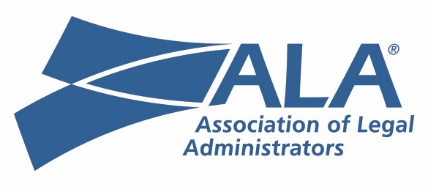 ALA®
Association of Legal
Administrators